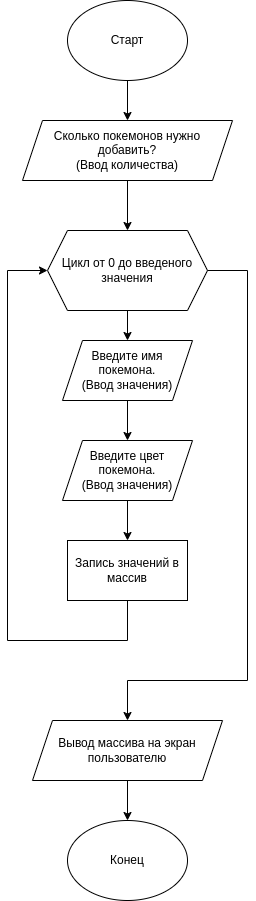 Старт
Сколько покемонов нужно
добавить?
(Ввод количества)
Цикл от 0 до введеного
значения
Введите имя
покемона.
(Ввод значения)
Введите цвет
покемона.
(Ввод значения)
Запись значений в
массив
Вывод массива на экран
пользователю
Конец